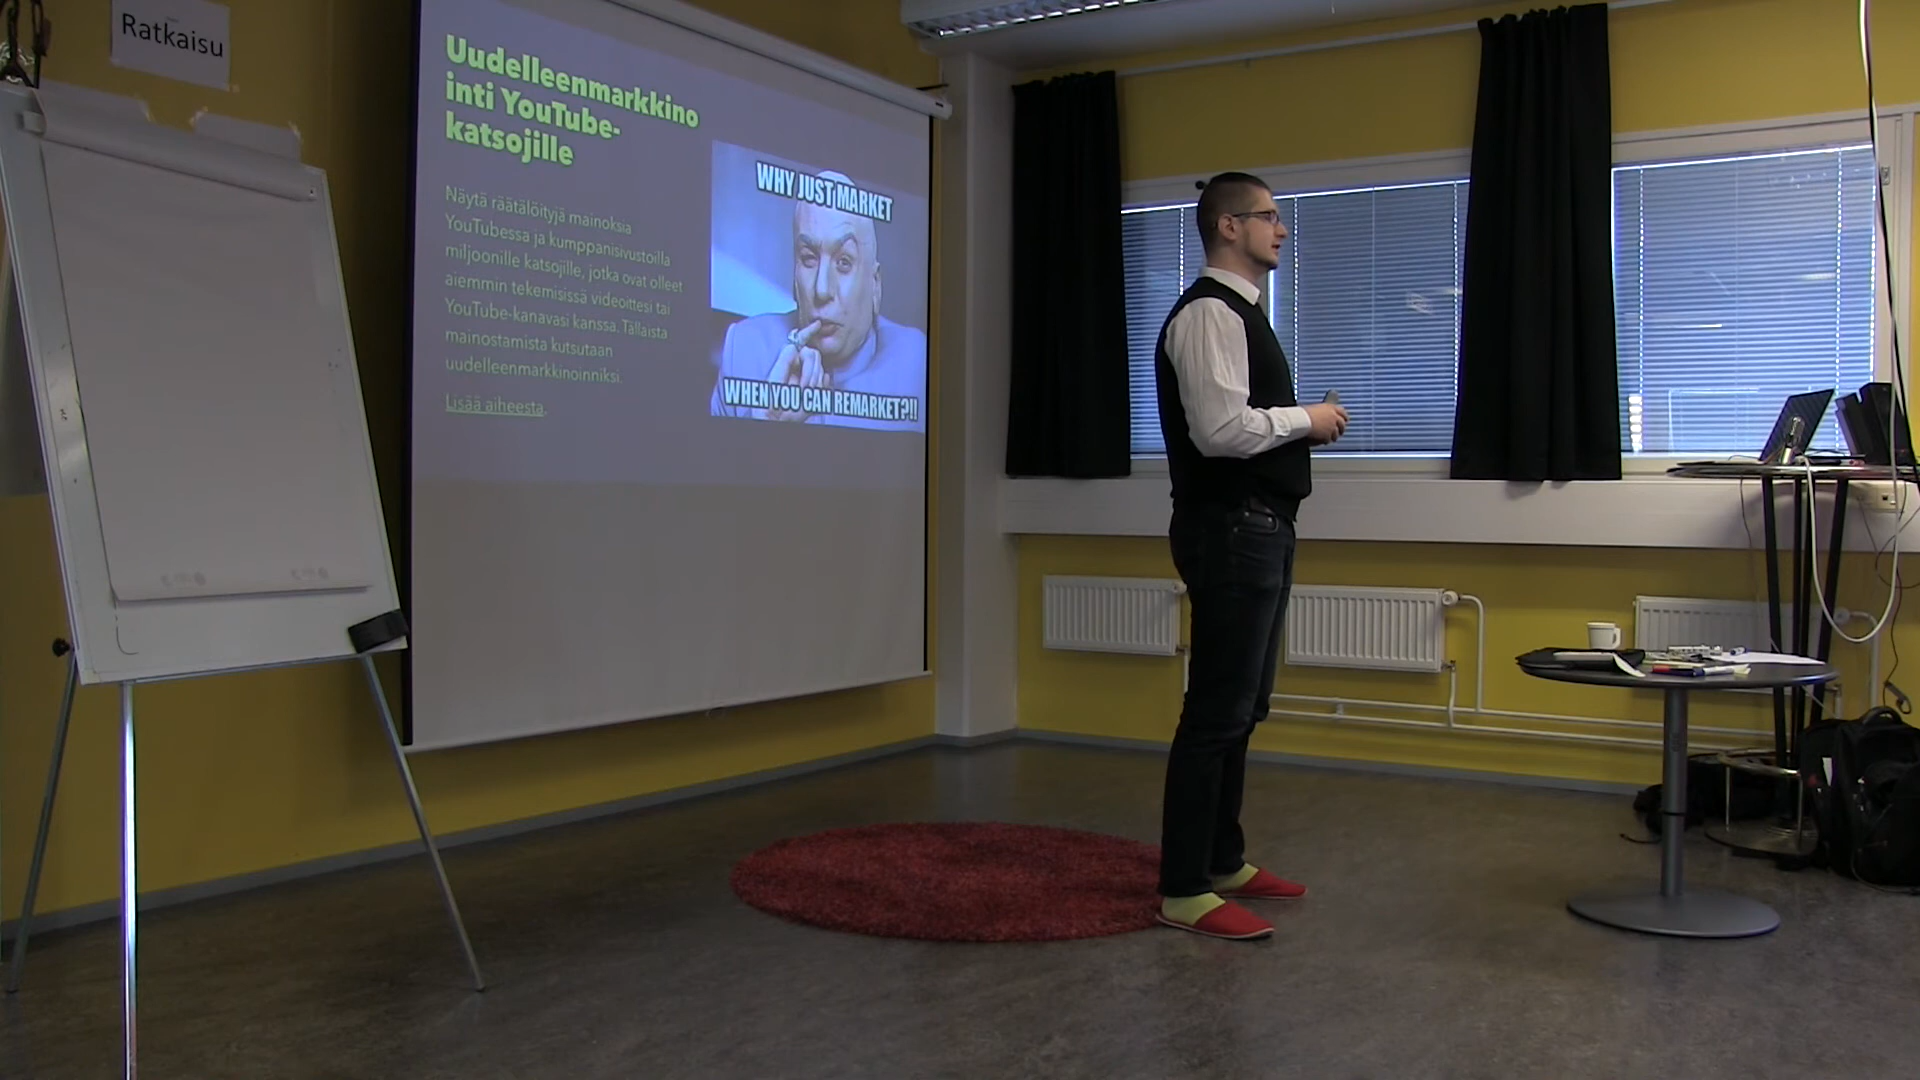 Ratkaisu
Uudelleenmarkkino
inti YouTube-
katsojille
Näytä räätälöityjä mainoksia
YouTubessa ja kumppanisivustoilla
miljoonille katsojille, jotka ovat olleet
aiemmin tekemisissä videoittesi tai
YouTube-kanavasi kanssa. Tällaista
mainostamista kutsutaan
uudelleenmarkkinoinniksi.
Lisää aiheesta.
WHY JUST MARKET
WHEN YOU CAN REMARKET?!!